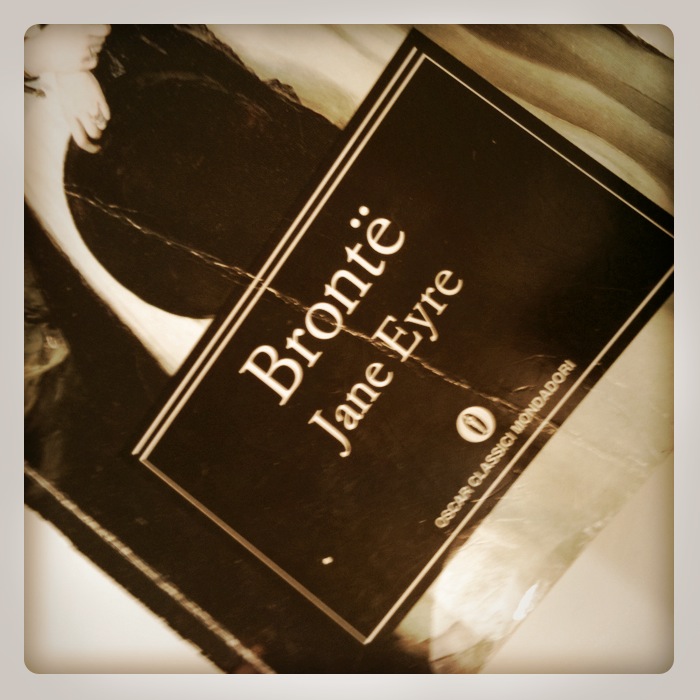 Brontë
Jane Eyre
OSCAR CLASSICI MONDADORI